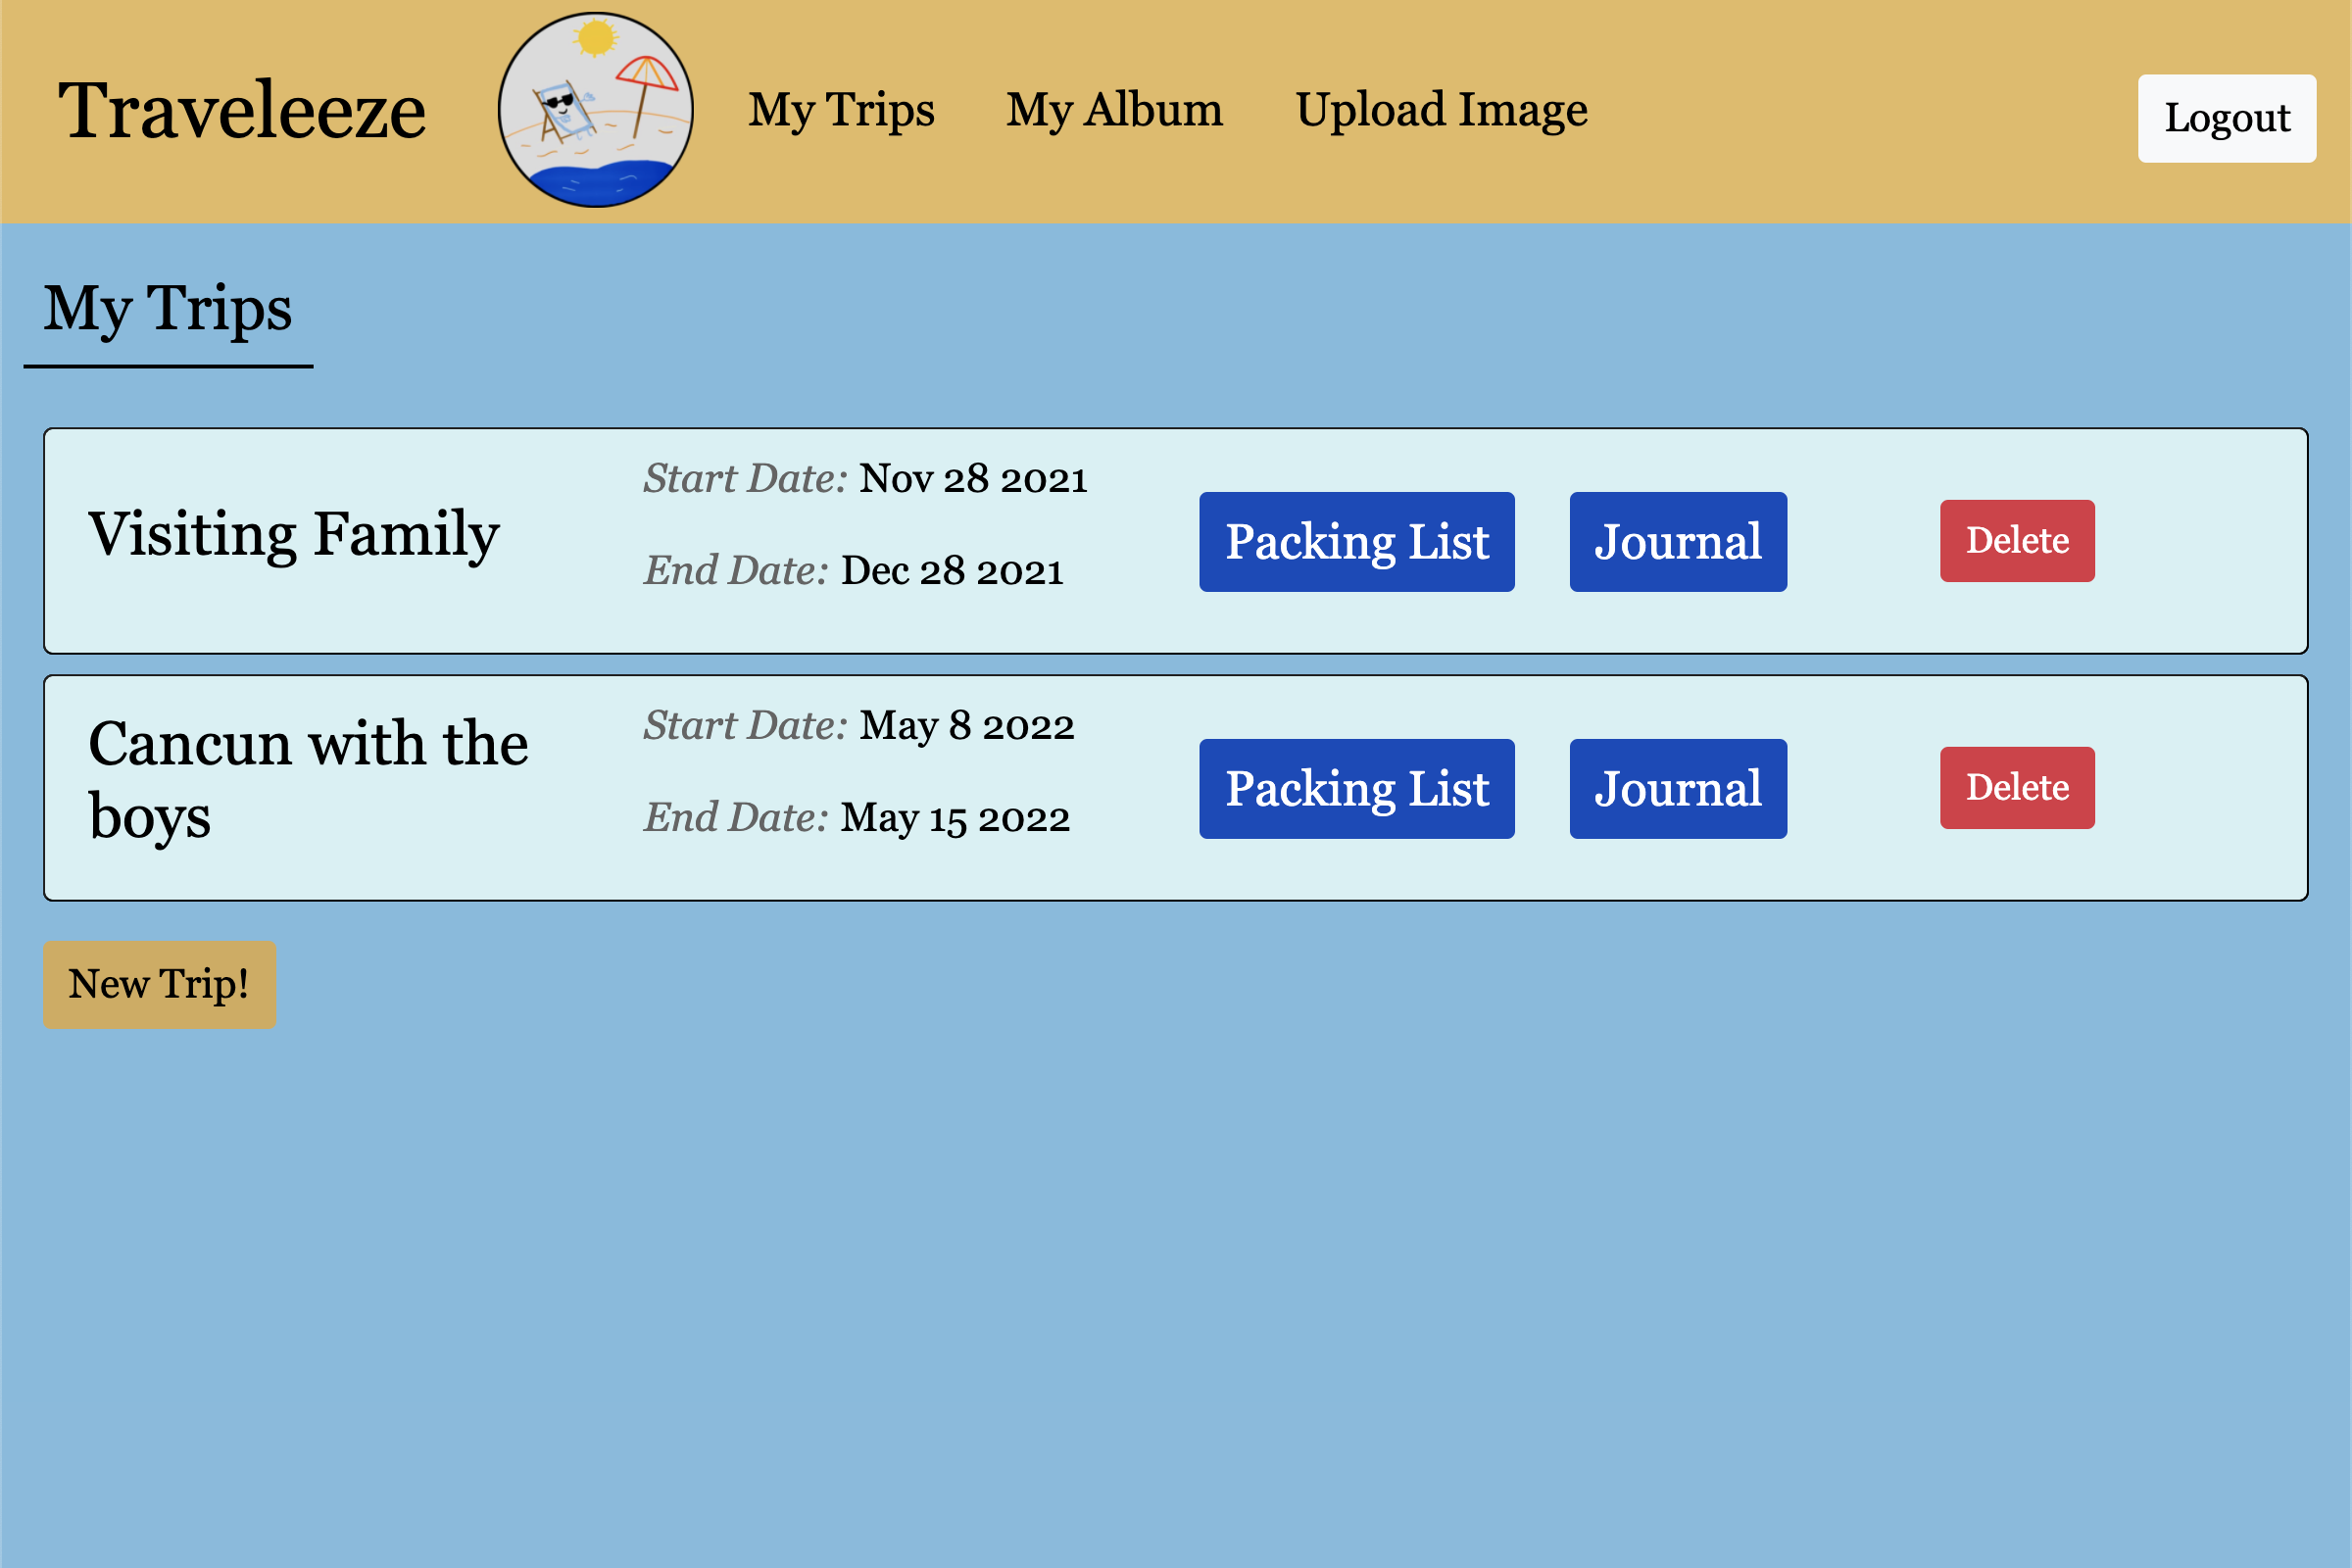 Traveleeze
My Trips
My Album
Upload Image
Logout
My Trips
Visiting Family
Start Date: Nov 28 2021
End Date: Dec 28 2021
Packing List
Journal
Delete
Cancun with the
boys
Start Date: May 8 2022
End Date: May 15 2022
Packing List
Journal
Delete
New Trip!